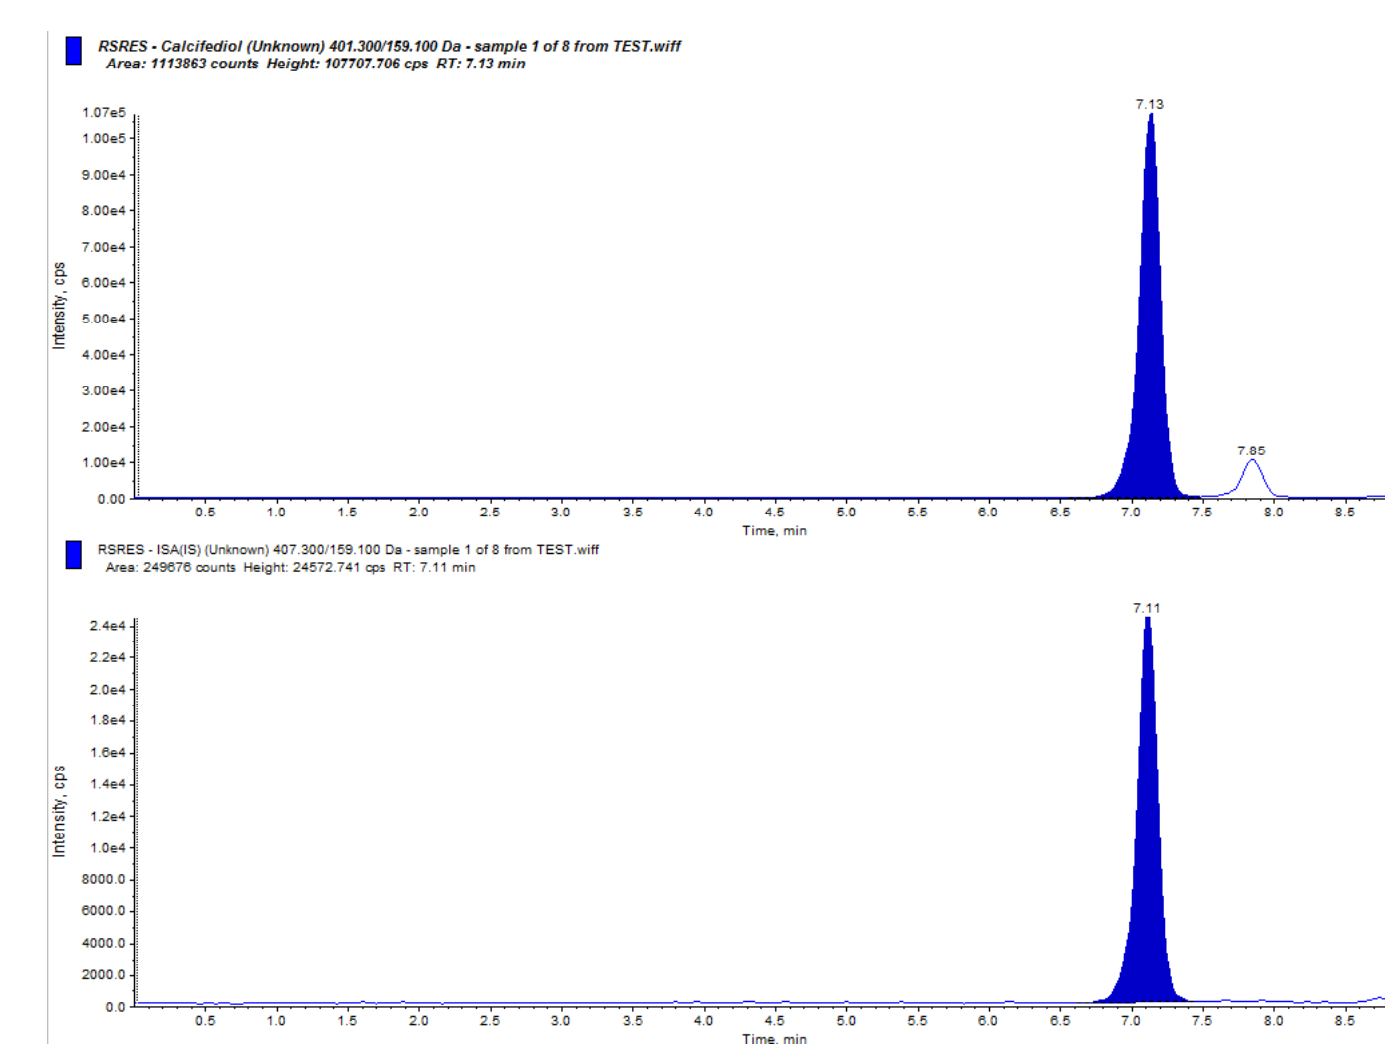 RSRES - Calcifediol (Unknown) 401.300/159.100 Da - sample 1 of 8 from TEST.wiff
Area: 1113863 counts Height: 107707.706 cps RT: 7.13 min
7.13
1.07e5
1.00e5
9.00e4
8.00e4
7.00e4
6.00e4
5.00e4
4.00e4
3.00e4
2.00e4
1.00e4
0.00
Intensity, cps
7.85
0.5 1.0 1.5 2.0 2.5 3.0 3.5 4.0 4.5 5.0 5.5 6.0 6.5 7.0 7.5 8.0 8.5
Time, min
RSRES - ISA(IS) (Unknown) 407.300/159.100 Da - sample 1 of 8 from TEST.wiff
Area: 249676 counts Height: 24572.741 cps RT: 7.11 min
7.11
2.4e4
2.2e4
2.0e4
1.8e4
1.6e4
1.4e4
1.2e4
1.0e4
8000.0
6000.0
4000.0
2000.0
0.0
Intensity, cps
0.5 1.0 1.5 2.0 2.5 3.0 3.5 4.0 4.5 5.0 5.5 6.0 6.5 7.0 7.5 8.0 8.5
Time, min